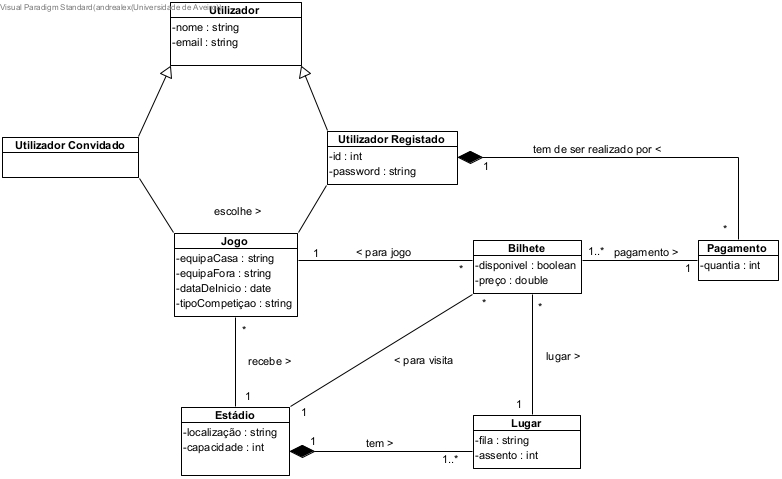 Visual Paradigm Standard(andrealex(Universidade de Aveiro))
Utilizador
-nome : string
-email : string
Utilizador Convidado
Utilizador Registado
-id : int
-password : string
tem de ser realizado por <
1
*
escolhe >
Jogo
-equipaCasa : string
-equipaFora : string
-dataDeInicio : date
-tipoCompetiçao : string
1
< para jogo
*
Bilhete
-disponivel : boolean
-preço : double
1..*
pagamento >
1
Pagamento
-quantia : int
*
recebe >
1
*
< para visita
1
*
lugar >
1
Estádio
-localização : string
-capacidade : int
1
tem >
1..*
Lugar
-fila : string
-assento : int